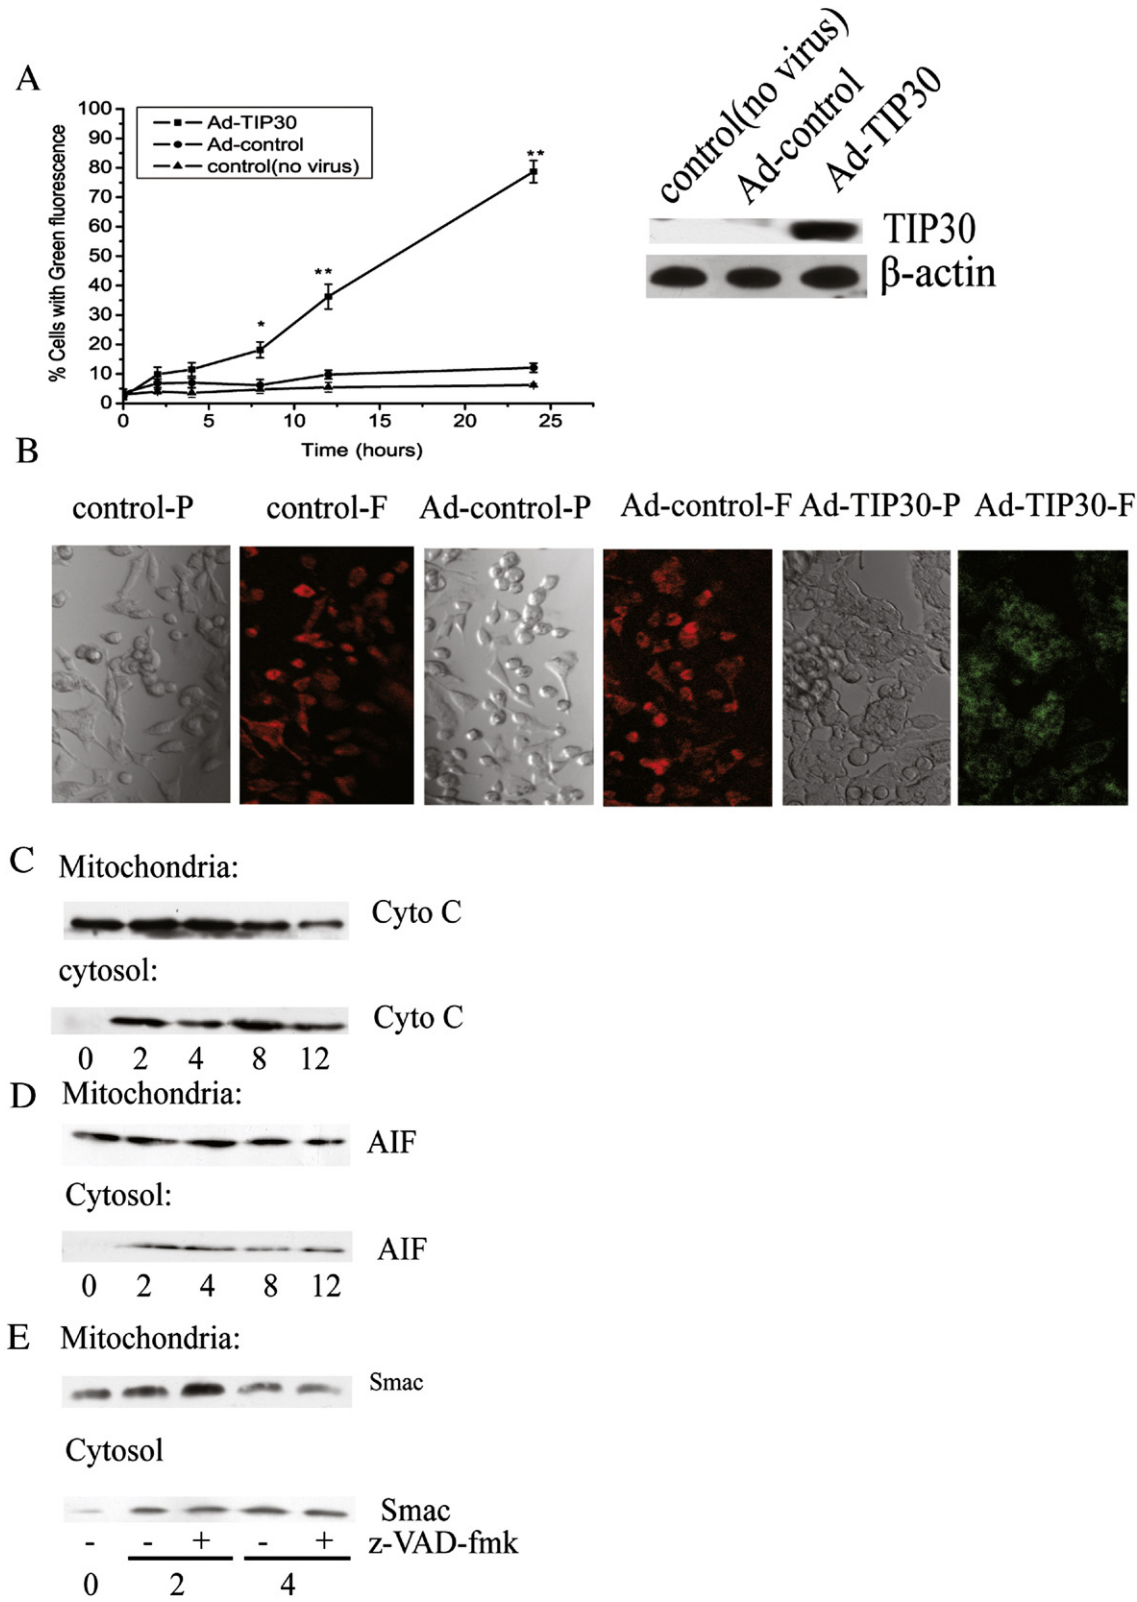 A
100
90
80
70
60
50
40
30
20
10
0
% Cells with Green fluorescence
Ad-TIP30
Ad-control
control(no virus)
*
**
**
0 5 10 15 20 25
Time (hours)
control(no virus)
Ad-control
Ad-TIP30
TIP30
β-actin
B
control-P control-F Ad-control-P Ad-control-F Ad-TIP30-P Ad-TIP30-F
C Mitochondria:
Cyto C
cytosol:
Cyto C
0 2 4 8 12
D Mitochondria:
AIF
Cytosol:
AIF
0 2 4 8 12
E Mitochondria:
Smac
Cytosol
Smac
- - + - + z-VAD-fmk
0 2 4